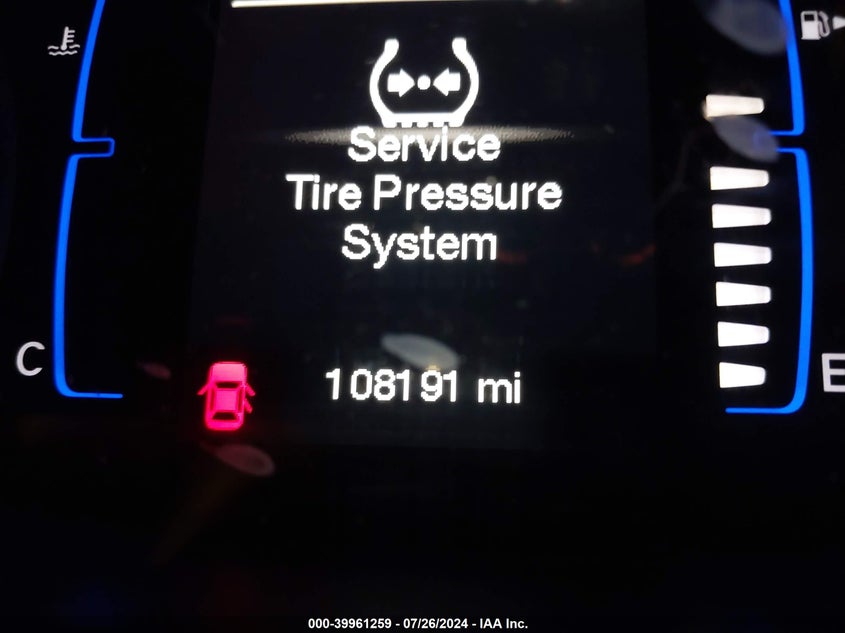 Service
Tire Pressure
System
C
108191 mi
E
000-39961259 - 07/26/2024 - IAA Inc.